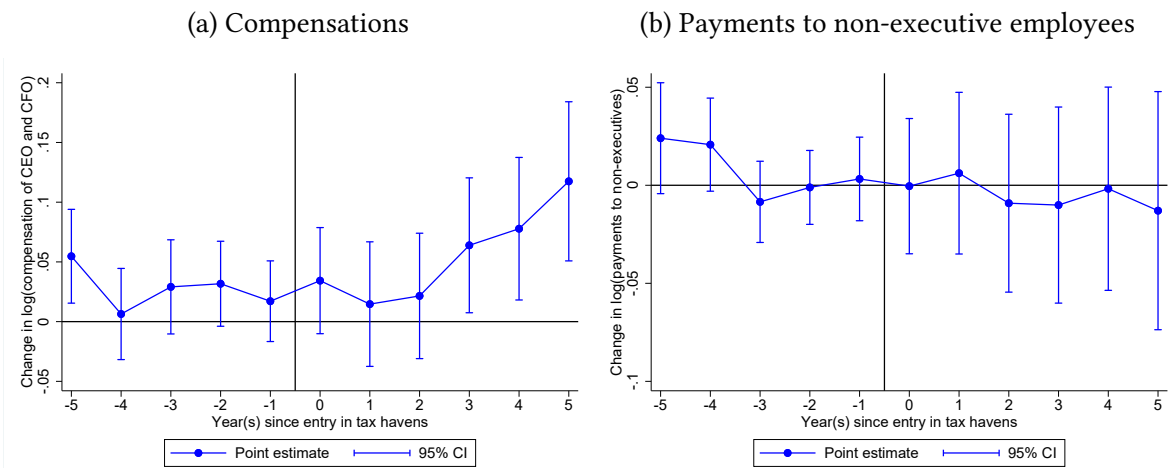 (a) Compensations
Change in log(compensation of CEO and CFO)
.2
.15
.1
.05
0
-.05
-5 -4 -3 -2 -1 0 1 2 3 4 5
Year(s) since entry in tax havens
Point estimate 95% CI
(b) Payments to non-executive employees
Change in log(payments to non-executives)
.05
0
-.05
-.1
-5 -4 -3 -2 -1 0 1 2 3 4 5
Year(s) since entry in tax havens
Point estimate 95% CI